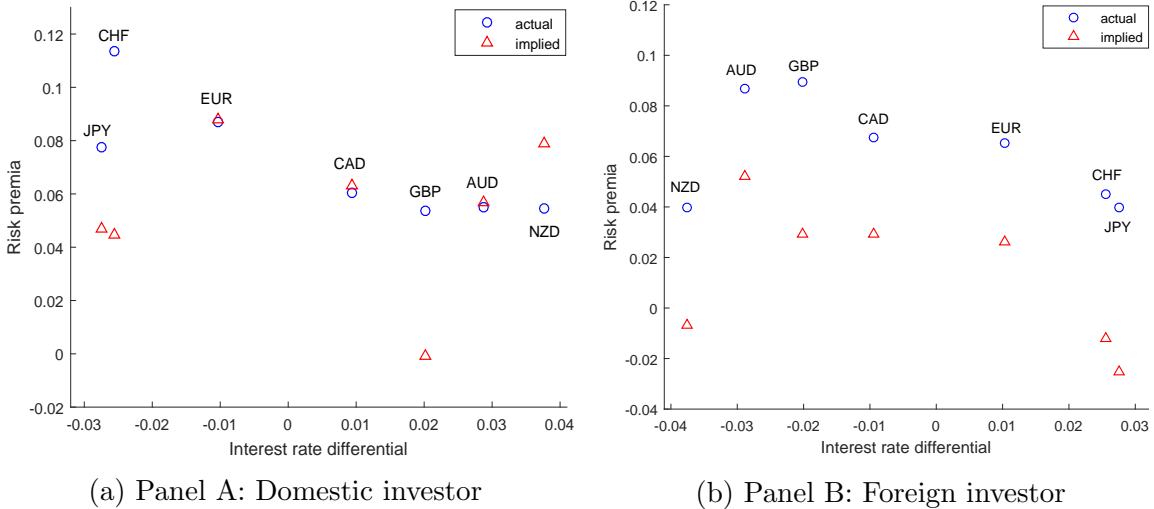 actual
implied
0.12
0.1
0.08
0.06
0.04
0.02
0
-0.02
Risk premia
CHF
JPY
EUR
CAD
GBP
AUD
NZD
-0.03 -0.02 -0.01 0 0.01 0.02 0.03 0.04
Interest rate differential
(a) Panel A: Domestic investor
actual
implied
0.12
0.1
0.08
0.06
0.04
0.02
0
-0.02
-0.04
Risk premia
AUD
GBP
CAD
EUR
NZD
CHF
JPY
-0.04 -0.03 -0.02 -0.01 0 0.01 0.02 0.03
Interest rate differential
(b) Panel B: Foreign investor